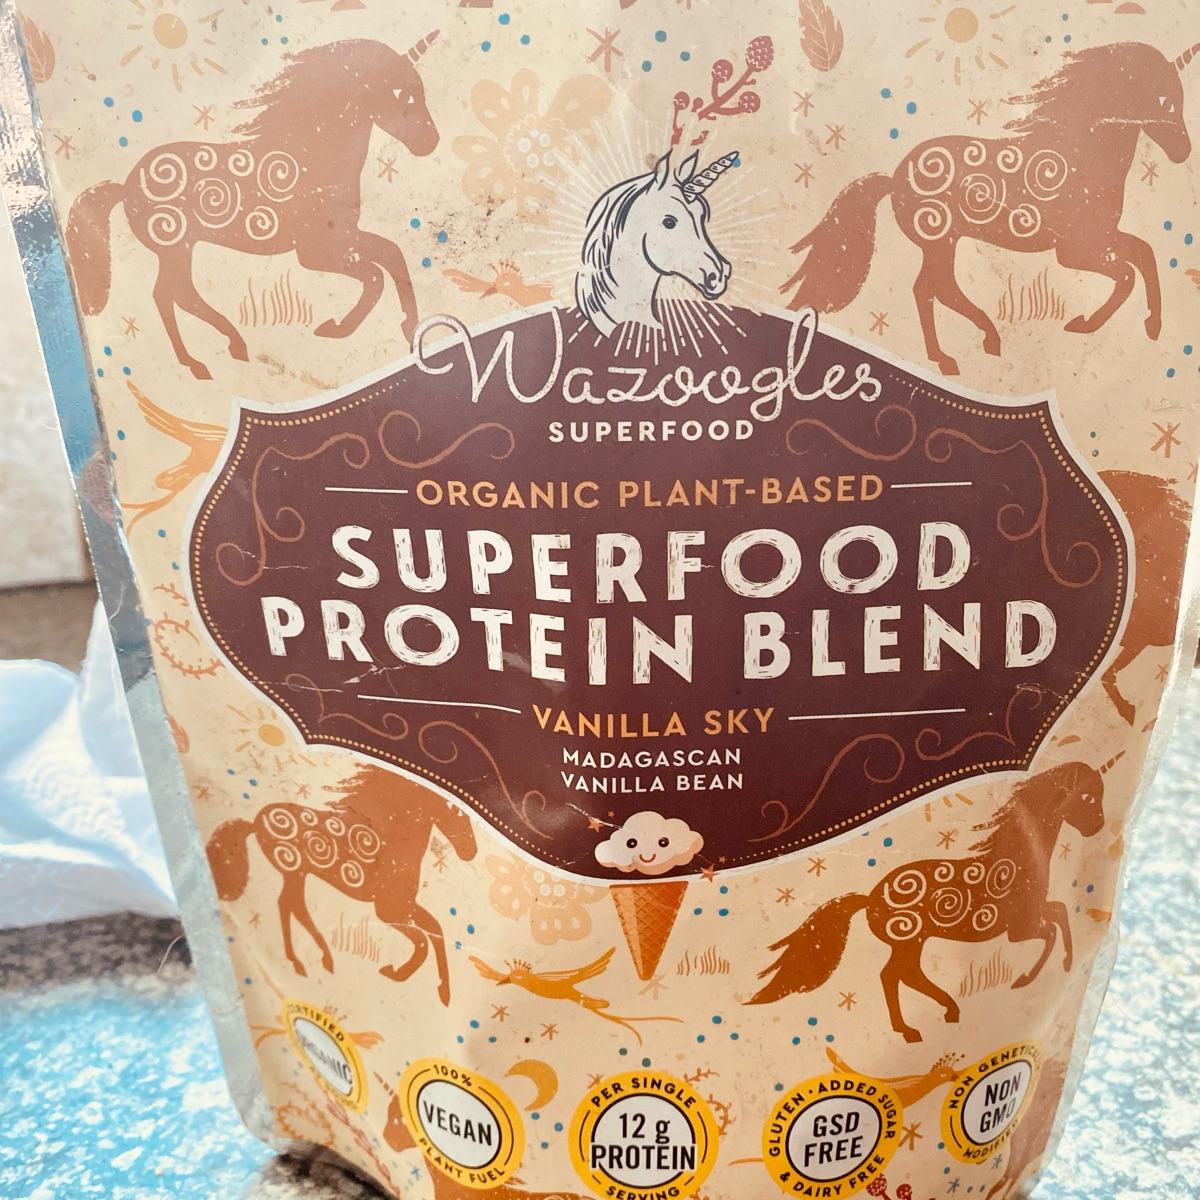 Wazoogles
SUPERFOOD
ORGANIC PLANT-BASED
SUPERFOOD
PROTEIN BLEND
VANILLA SKY
MADAGASCAN
VANILLA BEAN
100%
VEGAN
PLANT FUEL
PER SINGLE
12 g
PROTEIN
SERVING
GLUTEN · ADDED SUGAR
GSD
FREE
& DAIRY FREE
NON
GMO